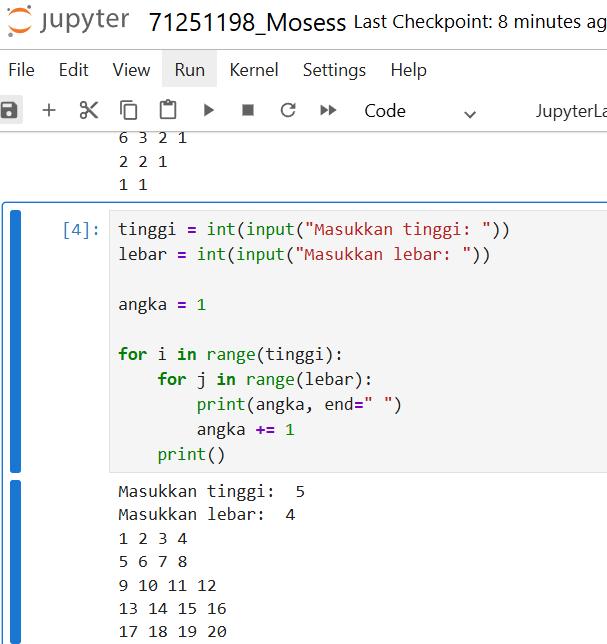 jupyter 71251198_Mosess Last Checkpoint: 8 minutes ag
File Edit View Run Kernel Settings Help
Code JupyterLa
6 3 2 1
2 2 1
1 1
[4]: tinggi = int(input("Masukkan tinggi: "))
lebar = int(input("Masukkan lebar: "))
angka = 1
for i in range(tinggi):
    for j in range(lebar):
        print(angka, end=" ")
        angka += 1
    print()
Masukkan tinggi:  5
Masukkan lebar:  4
1 2 3 4
5 6 7 8
9 10 11 12
13 14 15 16
17 18 19 20